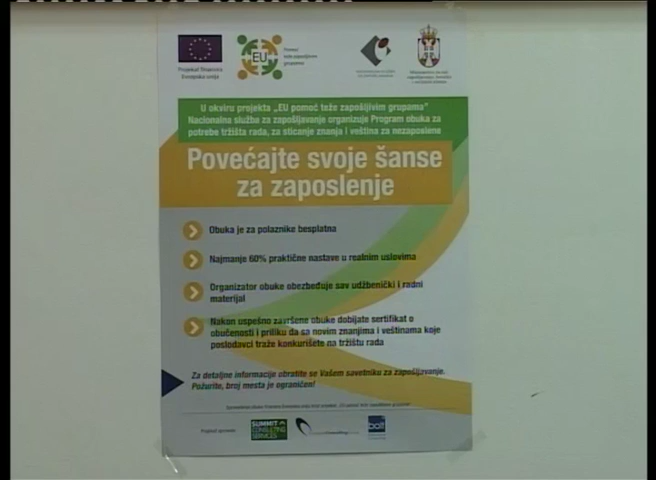 Projekat finansira
Evropska unija
EU
Pomoć
teže zapošljivim
grupama
U okviru projekta „EU pomoć teže zapošljivim grupama"
Nacionalna služba za zapošljavanje organizuje Program obuka za
potrebe tržišta rada, za sticanje znanja i veština za nezaposlene
Povećajte svoje šanse
za zaposlenje
Obuka je za polaznike besplatna
Najmanje 60% praktične nastave u realnim uslovima
Organizator obuke obezbeđuje sav udžbenički i radni
materijal
Nakon uspešno završene obuke dobijate sertifikat o
obučenosti i priliku da sa novim znanjima i veštinama koje
poslodavci traže konkurišete na tržištu rada
Za detaljne informacije obratite se Vašem savetniku za zapošljavanje.
Požurite, broj mesta je ograničen!
SUMMIT
CONSULTING
SERVICES
bolt